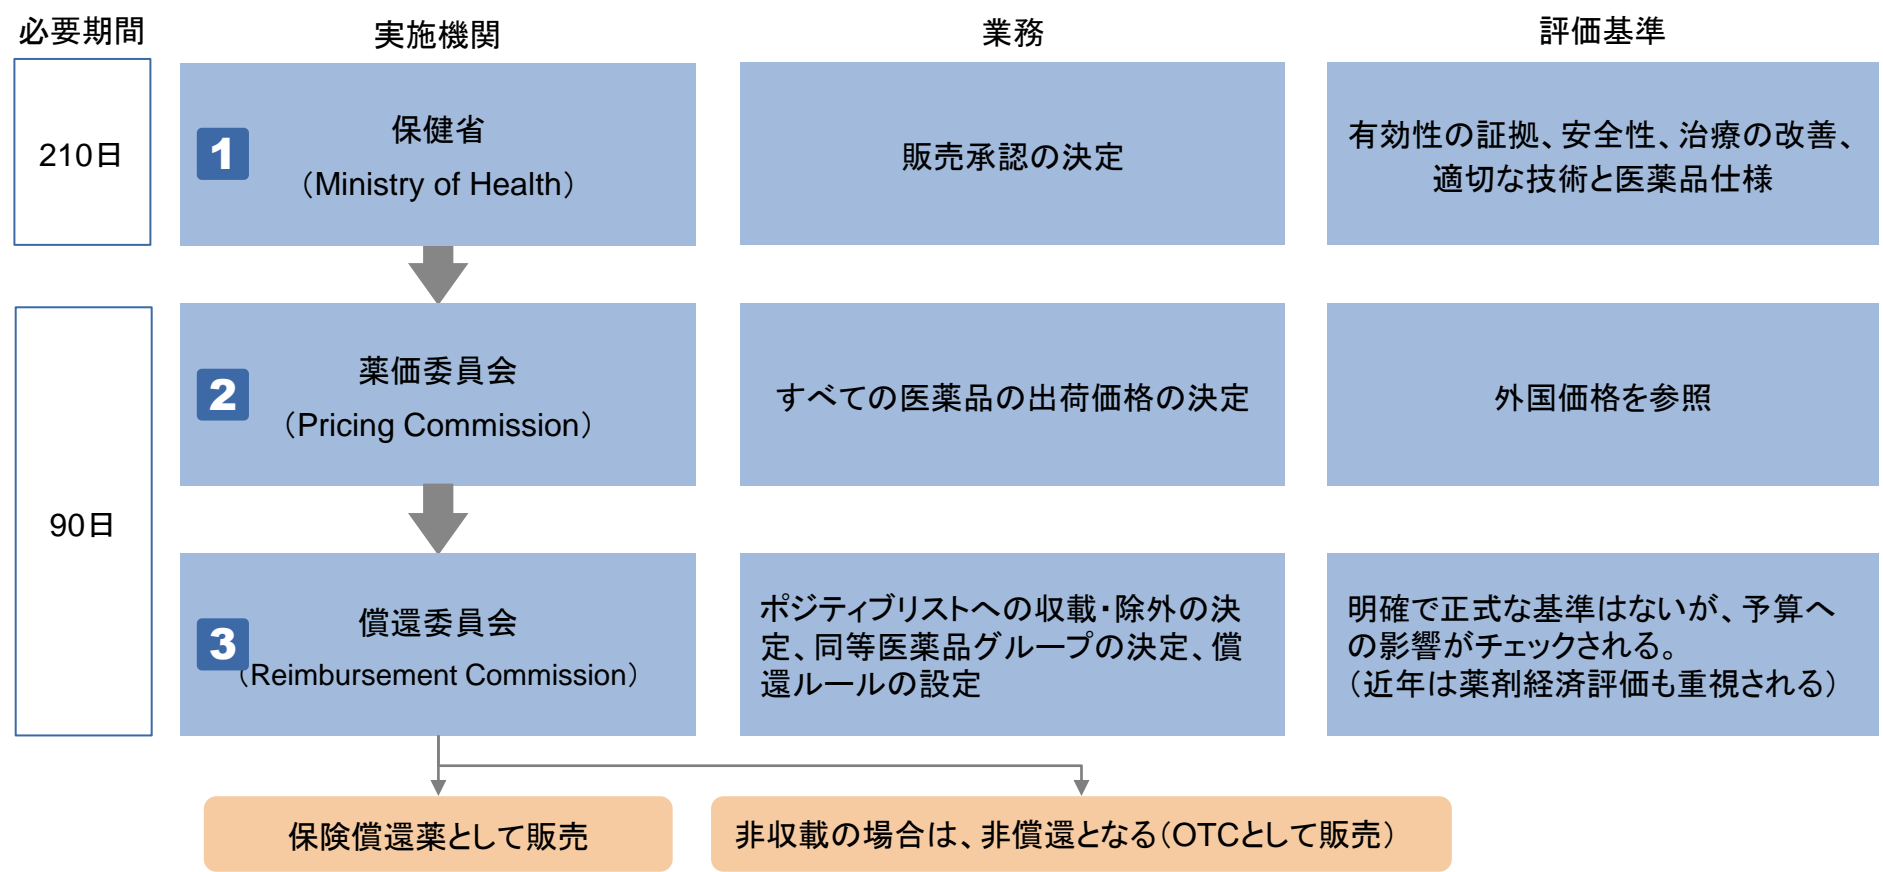 必要期間
実施機関
業務
評価基準
210日
1
保健省
（Ministry of Health）
販売承認の決定
有効性の証拠、安全性、治療の改善、
適切な技術と医薬品仕様
90日
2
薬価委員会
（Pricing Commission）
すべての医薬品の出荷価格の決定
外国価格を参照
3
償還委員会
（Reimbursement Commission）
ポジティブリストへの収載・除外の決
定、同等医薬品グループの決定、償
還ルールの設定
明確で正式な基準はないが、予算へ
の影響がチェックされる。
（近年は薬剤経済評価も重視される）
保険償還薬として販売
非収載の場合は、非償還となる（OTCとして販売）